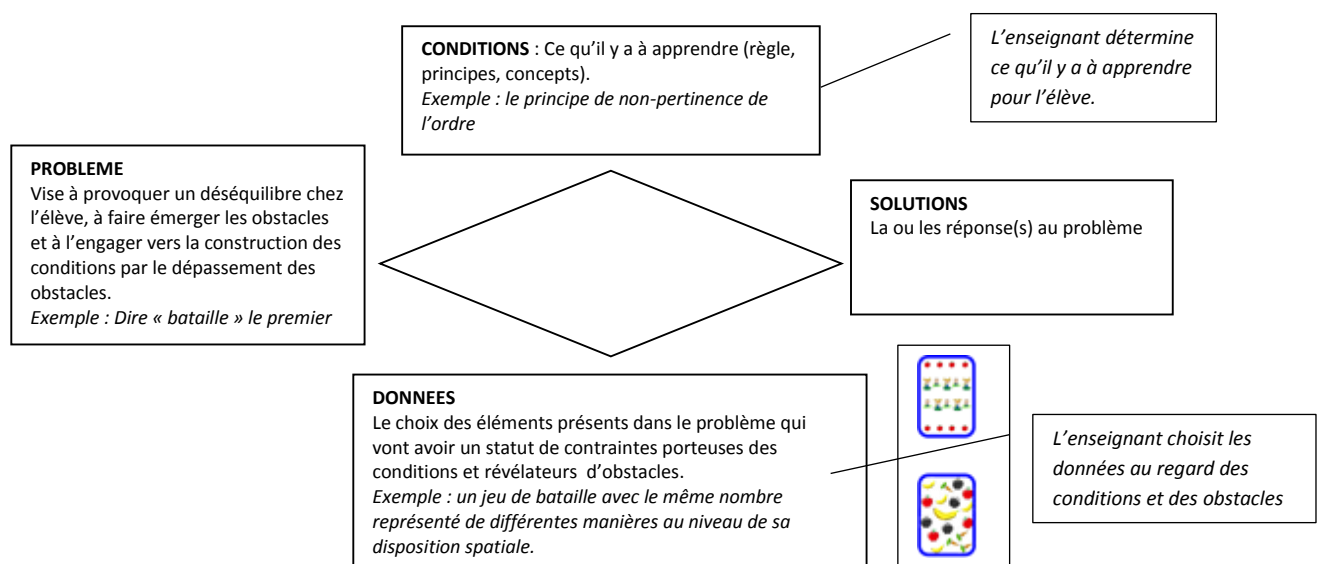 CONDITIONS : Ce qu’il y a à apprendre (règle,
principes, concepts).
Exemple : le principe de non-pertinence de
l’ordre
L’enseignant détermine
ce qu’il y a à apprendre
pour l’élève.
PROBLEME
Vise à provoquer un déséquilibre chez
l’élève, à faire émerger les obstacles
et à l’engager vers la construction des
conditions par le dépassement des
obstacles.
Exemple : Dire « bataille » le premier
SOLUTIONS
La ou les réponse(s) au problème
DONNEES
Le choix des éléments présents dans le problème qui
vont avoir un statut de contraintes porteuses des
conditions et révélateurs  d’obstacles.
Exemple : un jeu de bataille avec le même nombre
représenté de différentes manières au niveau de sa
disposition spatiale.
L’enseignant choisit les
données au regard des
conditions et des obstacles